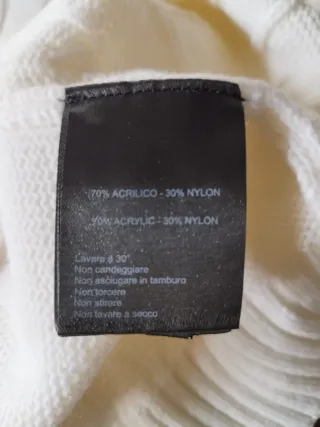 70% ACRILICO - 30% NYLON
70% ACRYLIC - 30% NYLON
Lavare a 30°
Non candeggiare
Non asciugare in tamburo
Non torcere
Non stirare
Non lavare a secco